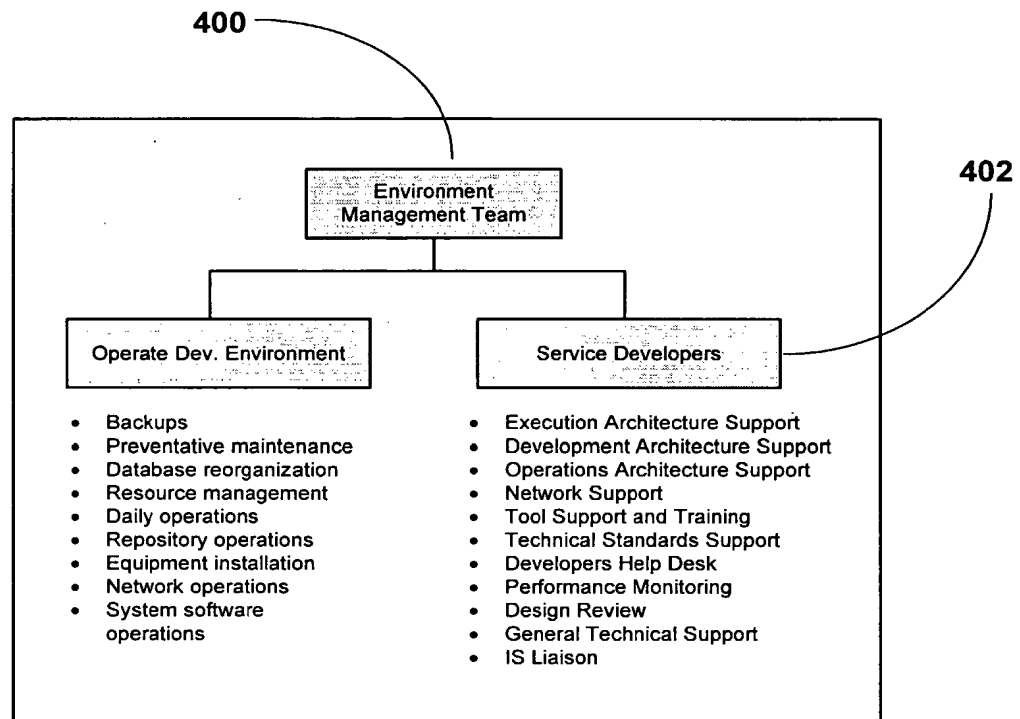 400
402
Environment
Management Team
Operate Dev. Environment
Service Developers
• Backups
• Preventative maintenance
• Database reorganization
• Resource management
• Daily operations
• Repository operations
• Equipment installation
• Network operations
• System software
operations
• Execution Architecture Support
• Development Architecture Support
• Operations Architecture Support
• Network Support
• Tool Support and Training
• Technical Standards Support
• Developers Help Desk
• Performance Monitoring
• Design Review
• General Technical Support
• IS Liaison